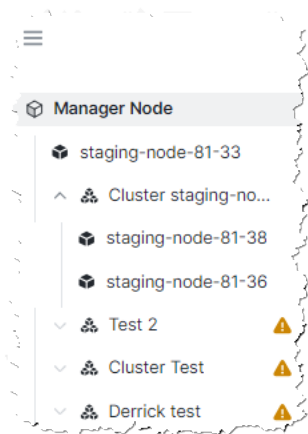 Manager Node
staging-node-81-33
Cluster staging-no...
staging-node-81-38
staging-node-81-36
Test 2
Cluster Test
Derrick test